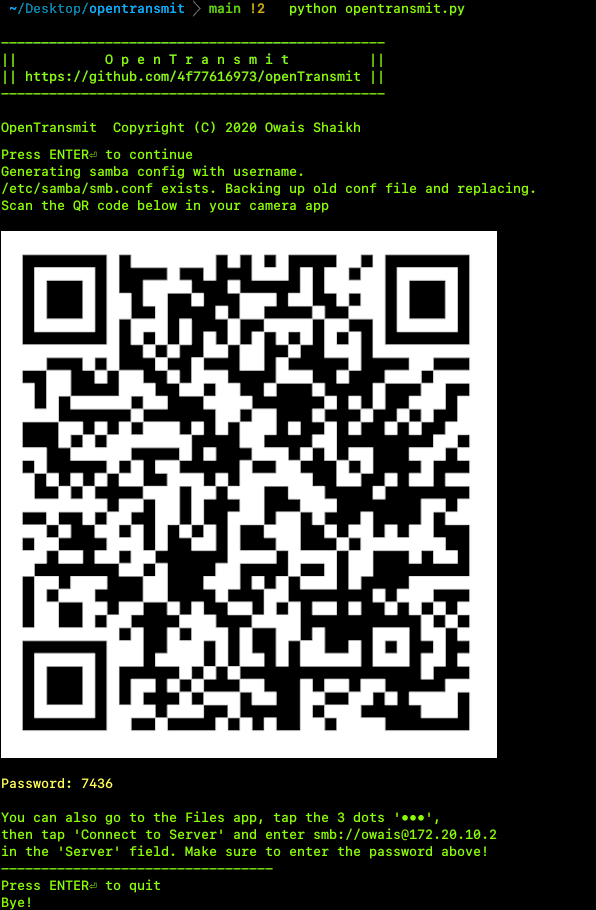 ~/Desktop/opentransmit > main !2 python opentransmit.py
|| O p e n T r a n s m i t ||
|| https://github.com/4f77616973/openTransmit ||
OpenTransmit Copyright (C) 2020 Owais Shaikh
Press ENTER⏎ to continue
Generating samba config with username.
/etc/samba/smb.conf exists. Backing up old conf file and replacing.
Scan the QR code below in your camera app
Password: 7436
You can also go to the Files app, tap the 3 dots '●●●',
then tap 'Connect to Server' and enter smb://owais@172.20.10.2
in the 'Server' field. Make sure to enter the password above!
Press ENTER⏎ to quit
Bye!